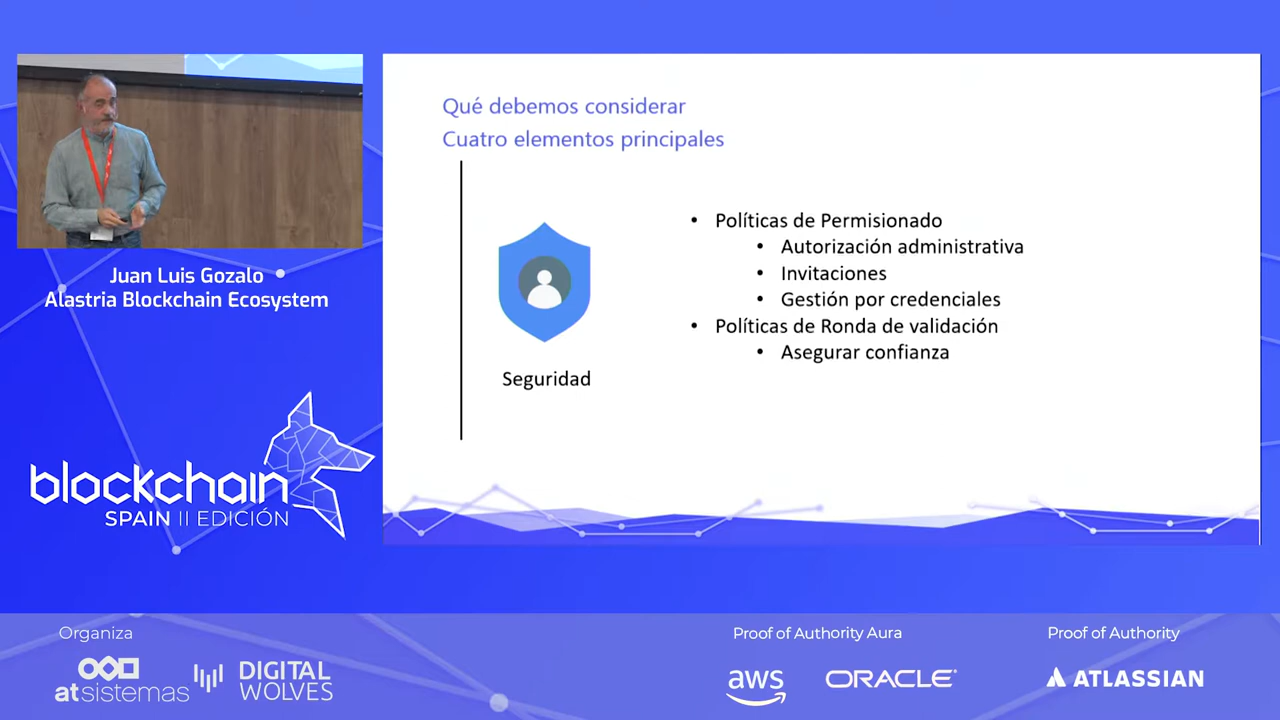 Qué debemos considerar
Cuatro elementos principales
Seguridad
• Políticas de Permisionado
• Autorización administrativa
• Invitaciones
• Gestión por credenciales
• Políticas de Ronda de validación
• Asegurar confianza
Juan Luis Gozalo
Alastria Blockchain Ecosystem
blockchain
SPAIN II EDICIÓN
Organiza
atsistemas
DIGITAL
WOLVES
Proof of Authority Aura
aws
ORACLE
Proof of Authority
ATLASSIAN